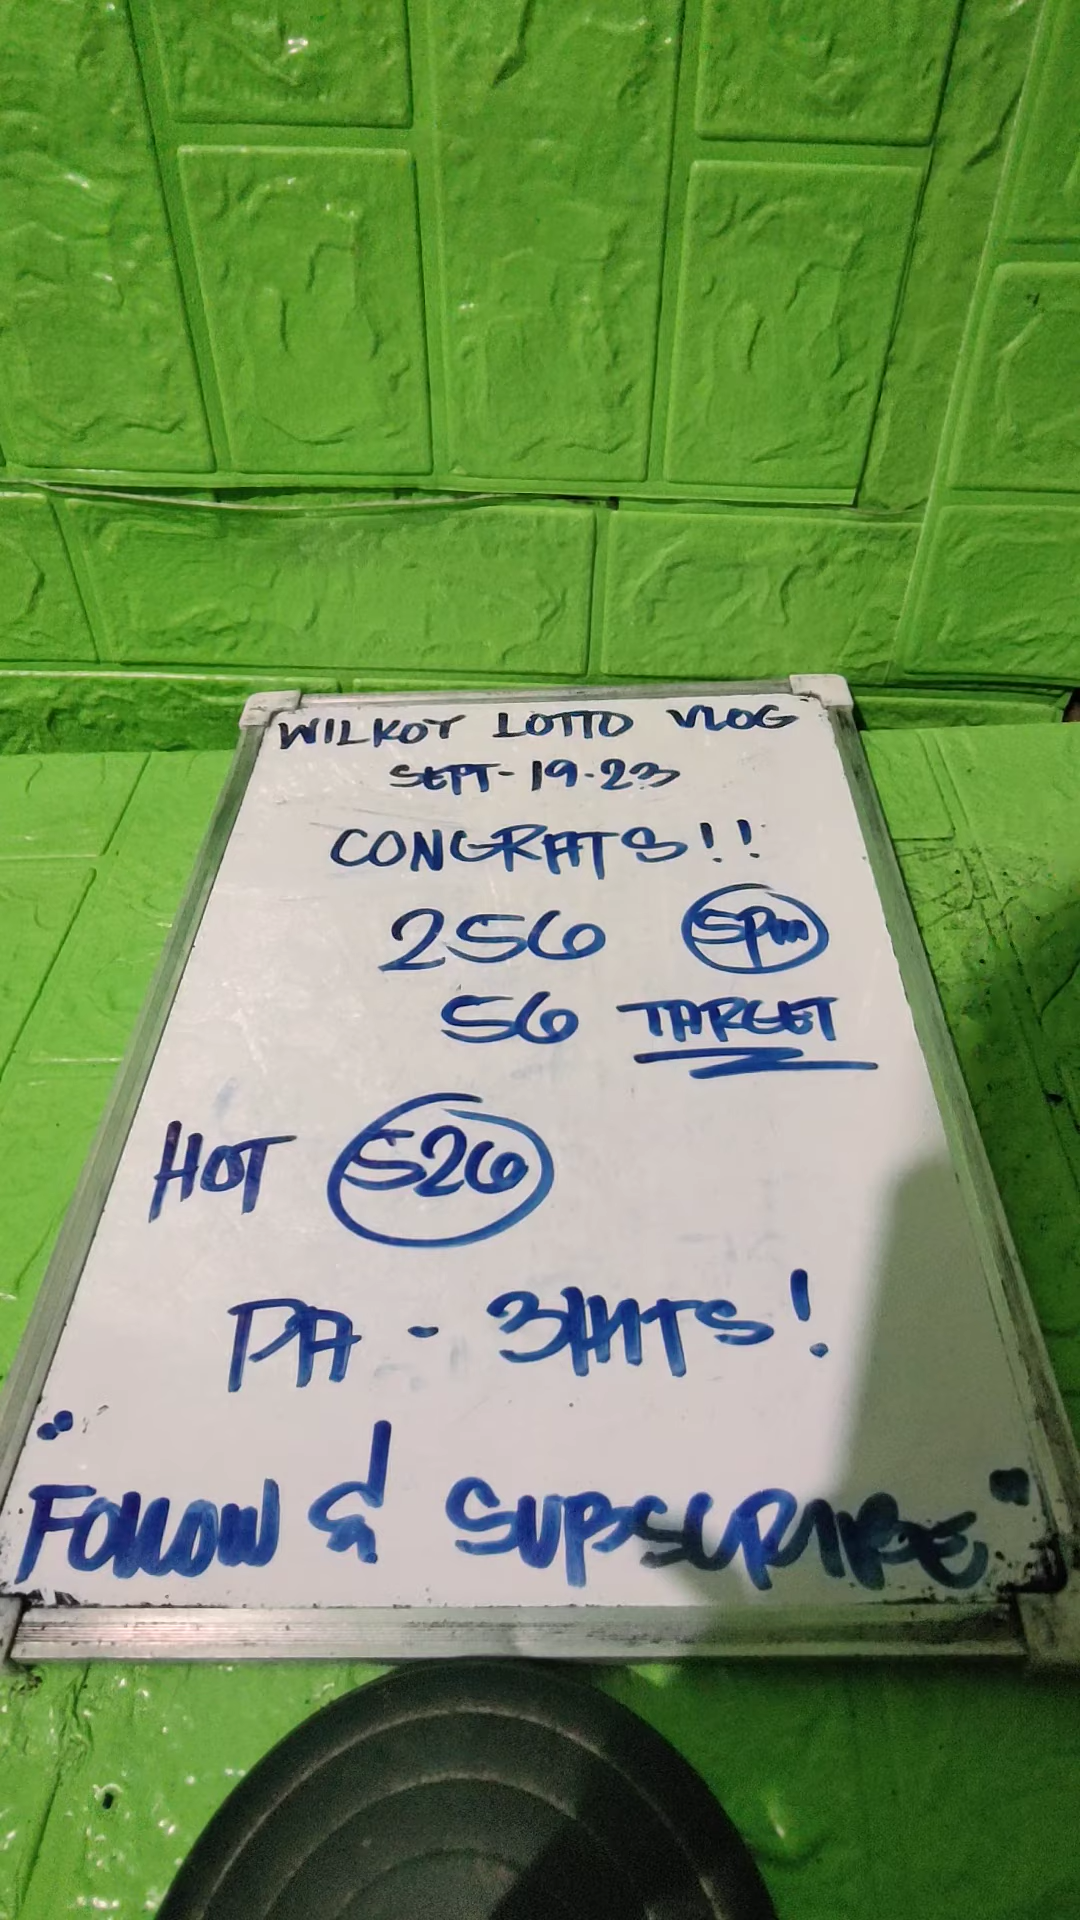 WILKOY LOTTO VLOG
SEPT-19-23
CONGRATS!!
256 5pm
56 TARGET
HOT 526
PA - 3HITS!
"FOLLOW & SUBSCRIBE"